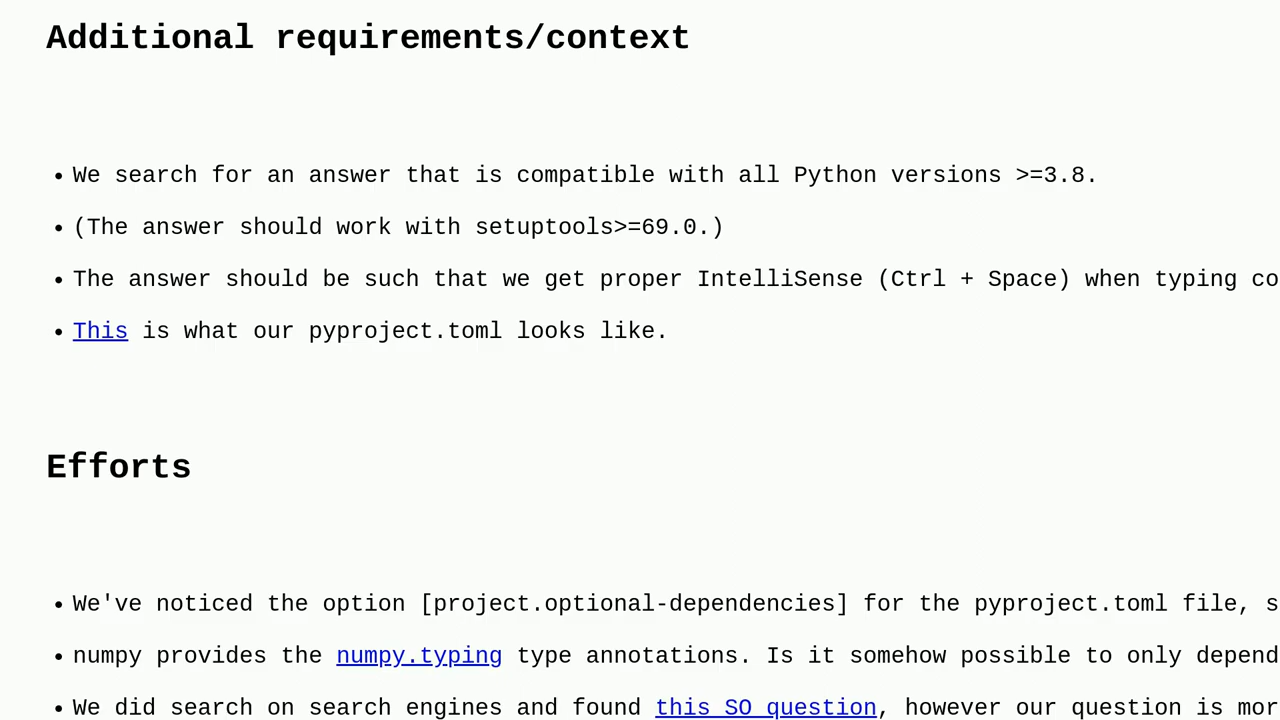 Additional requirements/context
• We search for an answer that is compatible with all Python versions >=3.8.
• (The answer should work with setuptools>=69.0.)
• The answer should be such that we get proper IntelliSense (Ctrl + Space) when typing co
• This is what our pyproject.toml looks like.
Efforts
• We've noticed the option [project.optional-dependencies] for the pyproject.toml file, s
• numpy provides the numpy.typing type annotations. Is it somehow possible to only depend
• We did search on search engines and found this SO question, however our question is mor